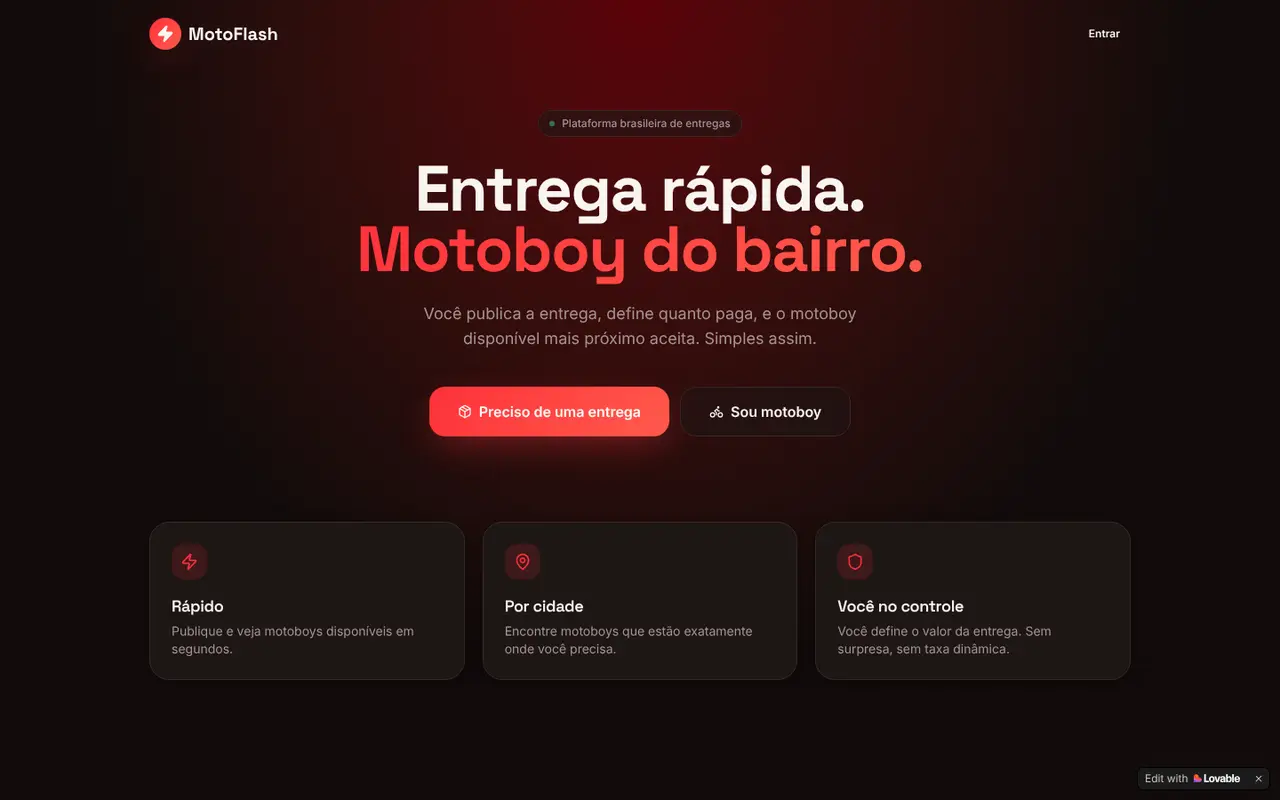 MotoFlash
Entrar
Plataforma brasileira de entregas
Entrega rápida.
Motoboy do bairro.
Você publica a entrega, define quanto paga, e o motoboy
disponível mais próximo aceita. Simples assim.
Preciso de uma entrega
Sou motoboy
Rápido
Publique e veja motoboys disponíveis em
segundos.
Por cidade
Encontre motoboys que estão exatamente
onde você precisa.
Você no controle
Você define o valor da entrega. Sem
surpresa, sem taxa dinâmica.
Edit with Lovable ×